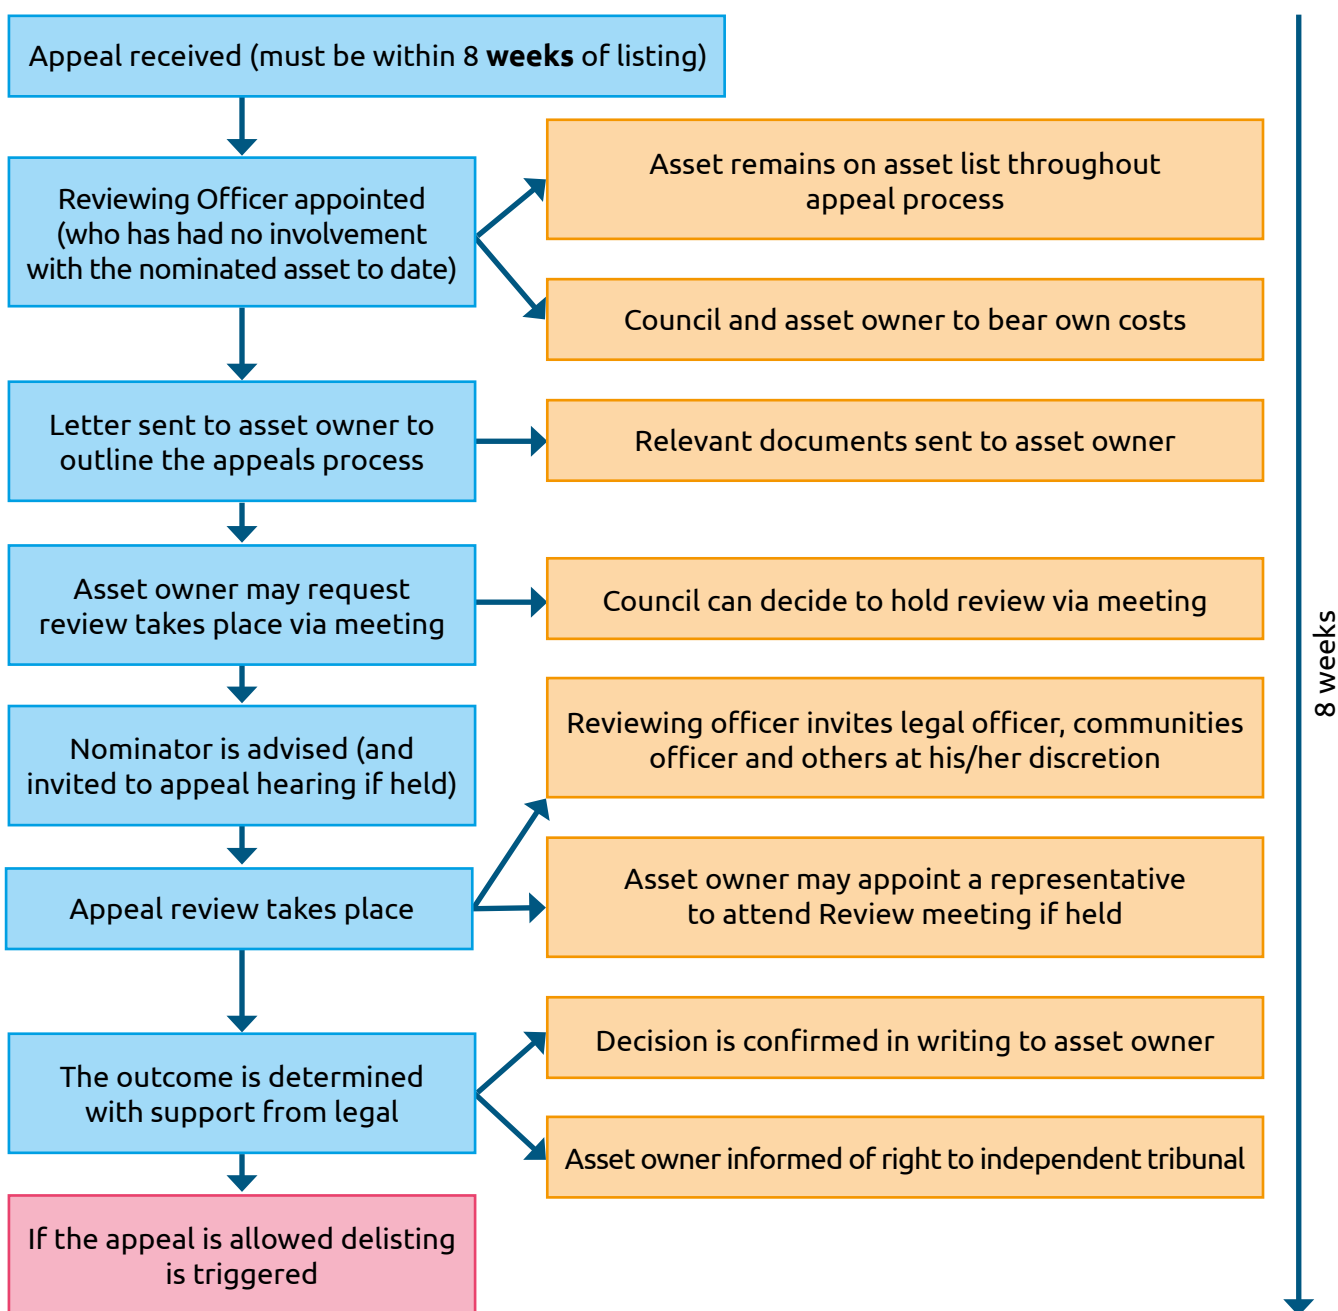 Appeal received (must be within 8 weeks of listing)
Reviewing Officer appointed
(who has had no involvement
with the nominated asset to date)
Asset remains on asset list throughout
appeal process
Council and asset owner to bear own costs
Letter sent to asset owner to
outline the appeals process
Relevant documents sent to asset owner
Asset owner may request
review takes place via meeting
Council can decide to hold review via meeting
Nominator is advised (and
invited to appeal hearing if held)
Appeal review takes place
Reviewing officer invites legal officer, communities
officer and others at his/her discretion
Asset owner may appoint a representative
to attend Review meeting if held
The outcome is determined
with support from legal
Decision is confirmed in writing to asset owner
Asset owner informed of right to independent tribunal
If the appeal is allowed delisting
is triggered
8 weeks